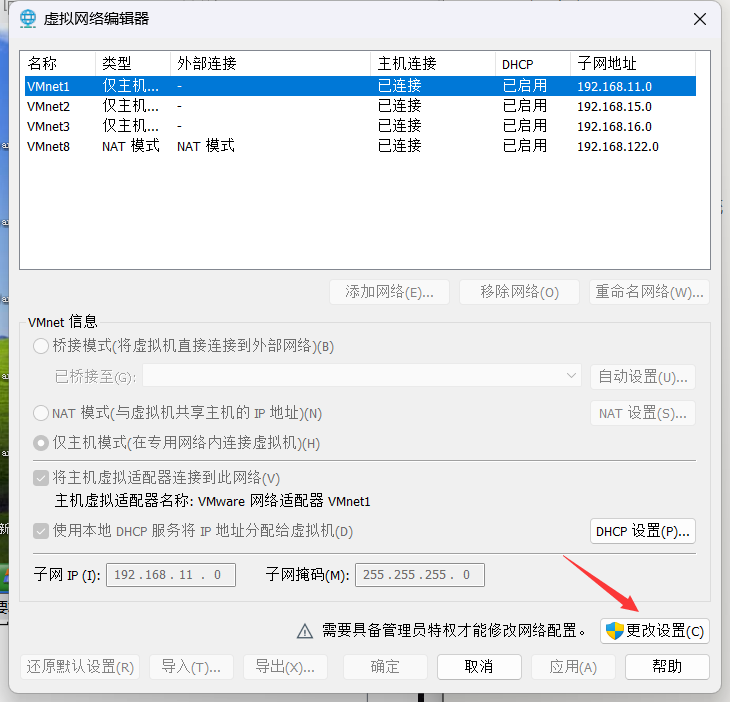 虚拟网络编辑器
名称 类型 外部连接 主机连接 DHCP 子网地址
VMnet1 仅主机... - 已连接 已启用 192.168.11.0
VMnet2 仅主机... - 已连接 已启用 192.168.15.0
VMnet3 仅主机... - 已连接 已启用 192.168.16.0
VMnet8 NAT 模式 NAT 模式 已连接 已启用 192.168.122.0
添加网络(E)... 移除网络(O) 重命名网络(W)...
VMnet 信息
桥接模式(将虚拟机直接连接到外部网络)(B)
已桥接至(G): 自动设置(U)...
NAT 模式(与虚拟机共享主机的 IP 地址)(N) NAT 设置(S)...
仅主机模式(在专用网络内连接虚拟机)(H)
将主机虚拟适配器连接到此网络(V)
主机虚拟适配器名称: VMware 网络适配器 VMnet1
使用本地 DHCP 服务将 IP 地址分配给虚拟机(D) DHCP 设置(P)...
子网 IP (I): 192.168.11.0 子网掩码(M): 255.255.255.0
需要具备管理员特权才能修改网络配置。 更改设置(C)
还原默认设置(R) 导入(T)... 导出(X)... 确定 取消 应用(A) 帮助